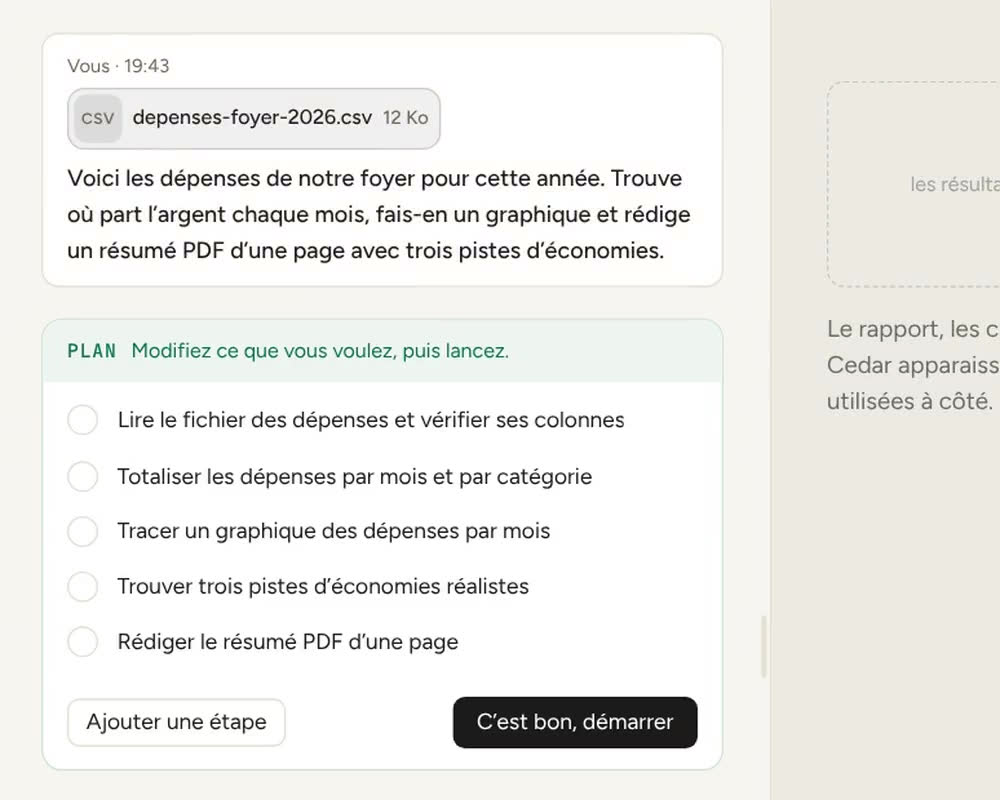 Vous · 19:43
csv depenses-foyer-2026.csv 12 Ko
Voici les dépenses de notre foyer pour cette année. Trouve
où part l’argent chaque mois, fais-en un graphique et rédige
un résumé PDF d’une page avec trois pistes d’économies.
PLAN Modifiez ce que vous voulez, puis lancez.
Lire le fichier des dépenses et vérifier ses colonnes
Totaliser les dépenses par mois et par catégorie
Tracer un graphique des dépenses par mois
Trouver trois pistes d’économies réalistes
Rédiger le résumé PDF d’une page
Ajouter une étape
C’est bon, démarrer
les
Le rapport, les
Cedar
utilisées à côté.